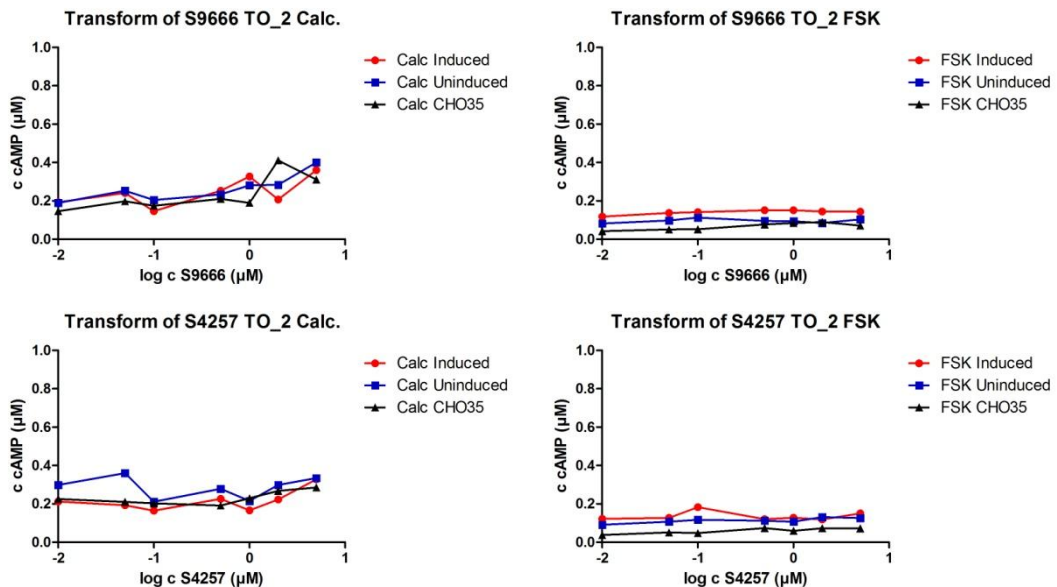 Transform of S9666 TO_2 Calc.
c cAMP (µM)
1.0
0.8
0.6
0.4
0.2
0.0
-2
-1
0
1
log c S9666 (µM)
Calc Induced
Calc Uninduced
Calc CHO35
Transform of S9666 TO_2 FSK
c cAMP (µM)
1.0
0.8
0.6
0.4
0.2
0.0
-2
-1
0
1
log c S9666 (µM)
FSK Induced
FSK Uninduced
FSK CHO35
Transform of S4257 TO_2 Calc.
c cAMP (µM)
1.0
0.8
0.6
0.4
0.2
0.0
-2
-1
0
1
log c S4257 (µM)
Calc Induced
Calc Uninduced
Calc CHO35
Transform of S4257 TO_2 FSK
c cAMP (µM)
1.0
0.8
0.6
0.4
0.2
0.0
-2
-1
0
1
log c S4257 (µM)
FSK Induced
FSK Uninduced
FSK CHO35